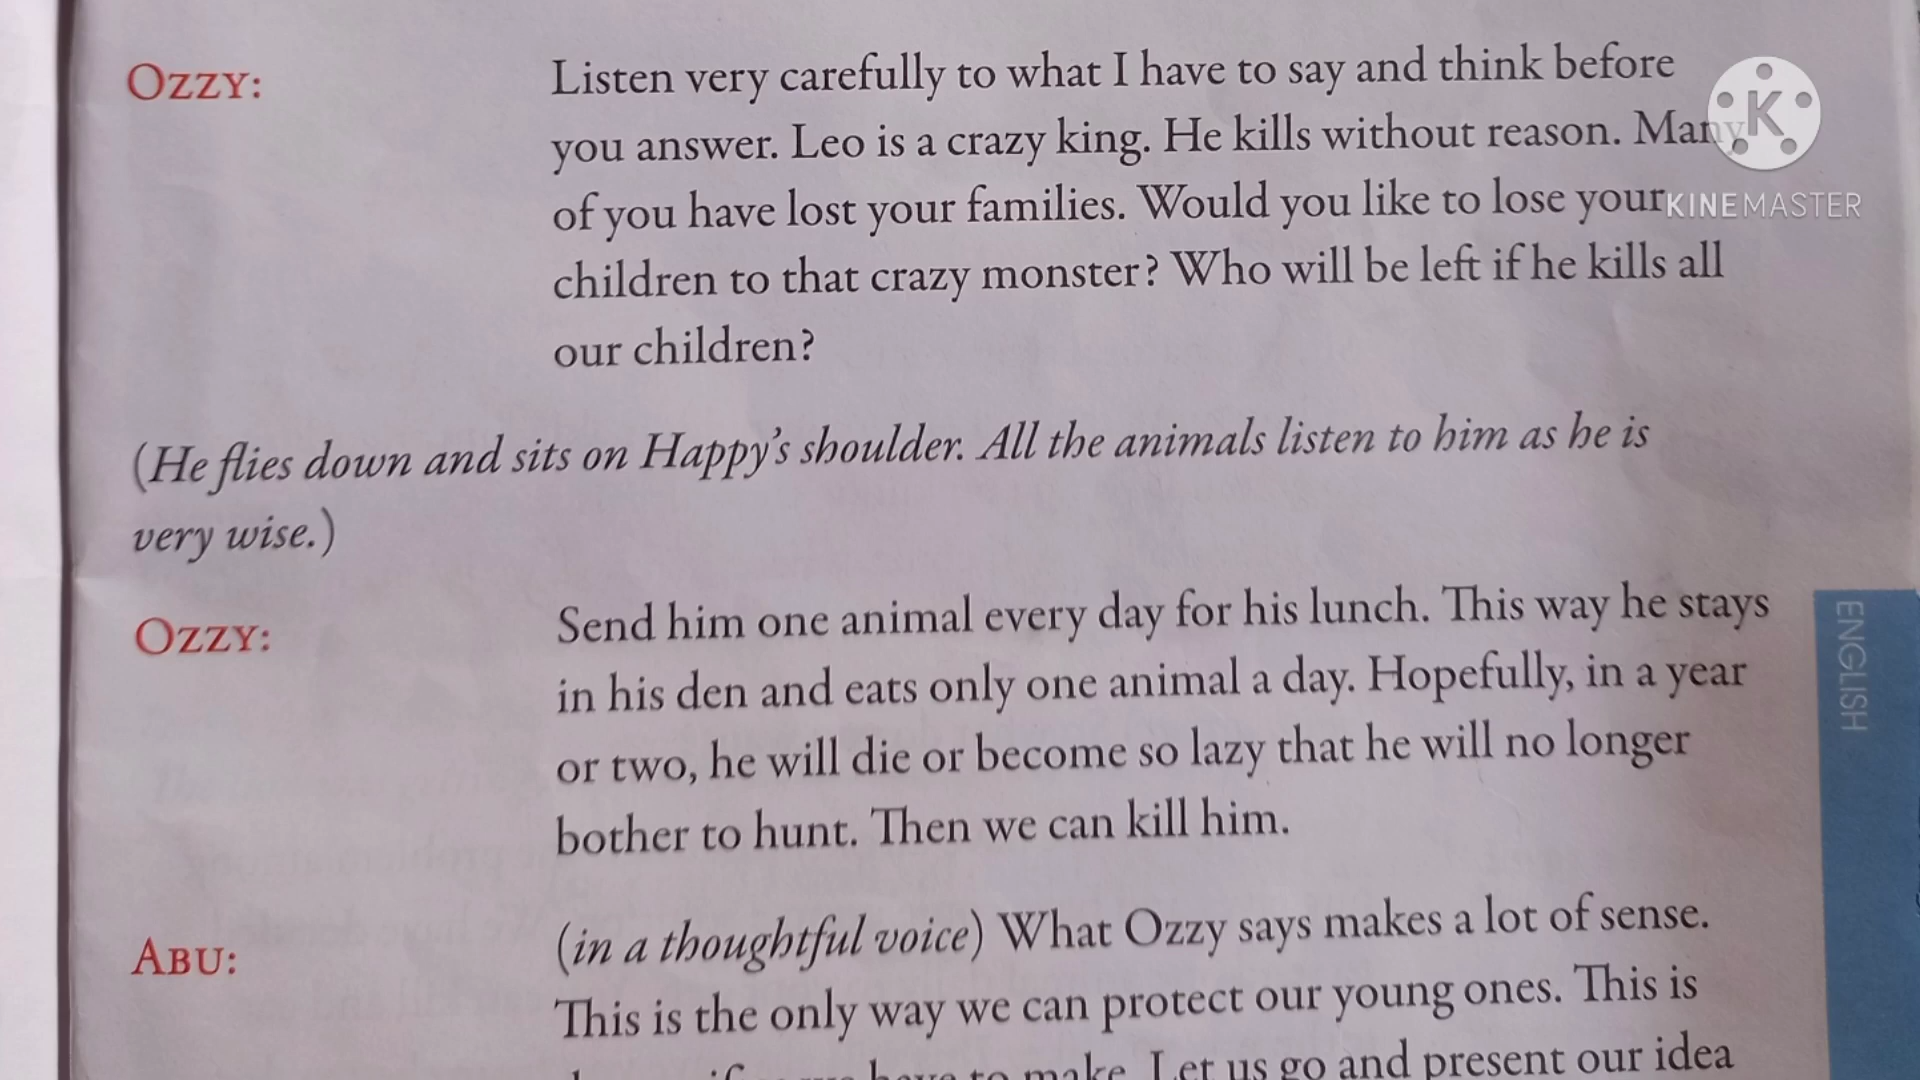 OZZY: Listen very carefully to what I have to say and think before
you answer. Leo is a crazy king. He kills without reason. Many
of you have lost your families. Would you like to lose your
children to that crazy monster? Who will be left if he kills all
our children?
(He flies down and sits on Happy's shoulder. All the animals listen to him as he is
very wise.)
OZZY: Send him one animal every day for his lunch. This way he stays
in his den and eats only one animal a day. Hopefully, in a year
or two, he will die or become so lazy that he will no longer
bother to hunt. Then we can kill him.
ABU: (in a thoughtful voice) What Ozzy says makes a lot of sense.
This is the only way we can protect our young ones. This is
we have to make. Let us go and present our idea
K
KINEMASTER
ENGLISH